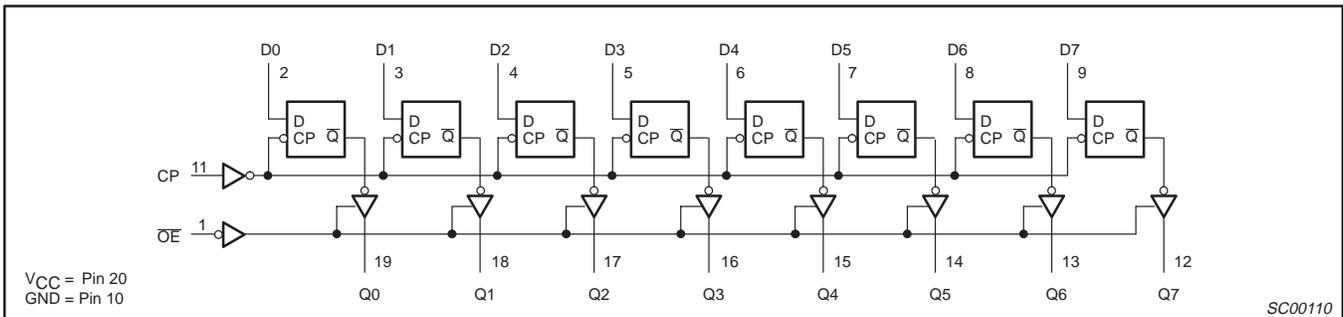 D0 D1 D2 D3 D4 D5 D6 D7
2 3 4 5 6 7 8 9
D D D D D D D D
CP Q̅ CP Q̅ CP Q̅ CP Q̅ CP Q̅ CP Q̅ CP Q̅ CP Q̅
CP 11
O̅E̅ 1
19 18 17 16 15 14 13 12
VCC = Pin 20
GND = Pin 10
Q0 Q1 Q2 Q3 Q4 Q5 Q6 Q7
SC00110